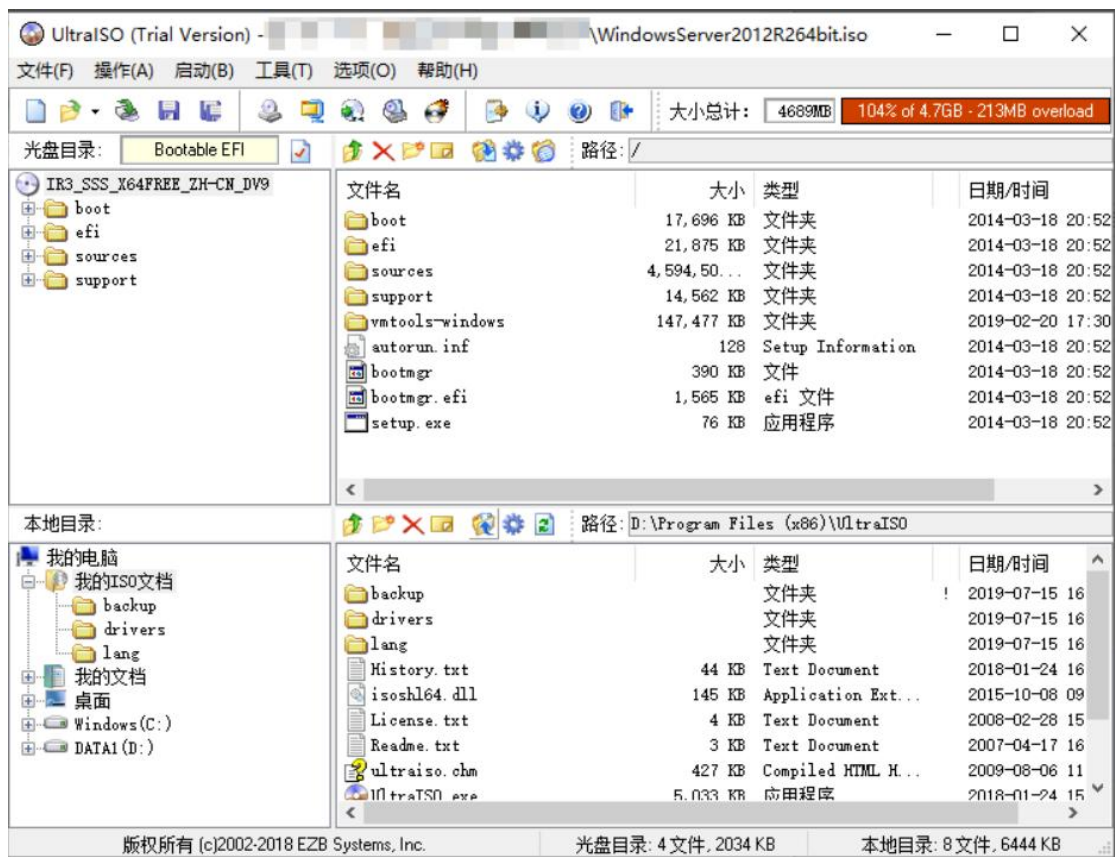 UltraISO (Trial Version) - \WindowsServer2012R264bit.iso
文件(F) 操作(A) 启动(B) 工具(T) 选项(O) 帮助(H)
大小总计: 4689MB 104% of 4.7GB - 213MB overload
光盘目录: Bootable EFI 路径: /
IR3_SSS_X64FREE_ZH-CN_DV9
boot
efi
sources
support
文件名 大小 类型 日期/时间
boot 17,696 KB 文件夹 2014-03-18 20:52
efi 21,875 KB 文件夹 2014-03-18 20:52
sources 4,594,50... 文件夹 2014-03-18 20:52
support 14,562 KB 文件夹 2014-03-18 20:52
vmtools-windows 147,477 KB 文件夹 2019-02-20 17:30
autorun.inf 128 Setup Information 2014-03-18 20:52
bootmgr 390 KB 文件 2014-03-18 20:52
bootmgr.efi 1,565 KB efi 文件 2014-03-18 20:52
setup.exe 76 KB 应用程序 2014-03-18 20:52
本地目录: 路径: D:\Program Files (x86)\UltraISO
我的电脑
我的ISO文档
backup
drivers
lang
我的文档
桌面
Windows(C:)
DATA1(D:)
文件名 大小 类型 日期/时间
backup 文件夹 ! 2019-07-15 16
drivers 文件夹 2019-07-15 16
lang 文件夹 2019-07-15 16
History.txt 44 KB Text Document 2018-01-24 16
isoshl64.dll 145 KB Application Ext... 2015-10-08 09
License.txt 4 KB Text Document 2008-02-28 15
Readme.txt 3 KB Text Document 2007-04-17 16
ultraiso.chm 427 KB Compiled HTML H... 2009-08-06 11
UltraISO.exe 5,033 KB 应用程序 2018-01-24 15
版权所有 (c)2002-2018 EZB Systems, Inc. 光盘目录: 4 文件, 2034 KB 本地目录: 8 文件, 6444 KB